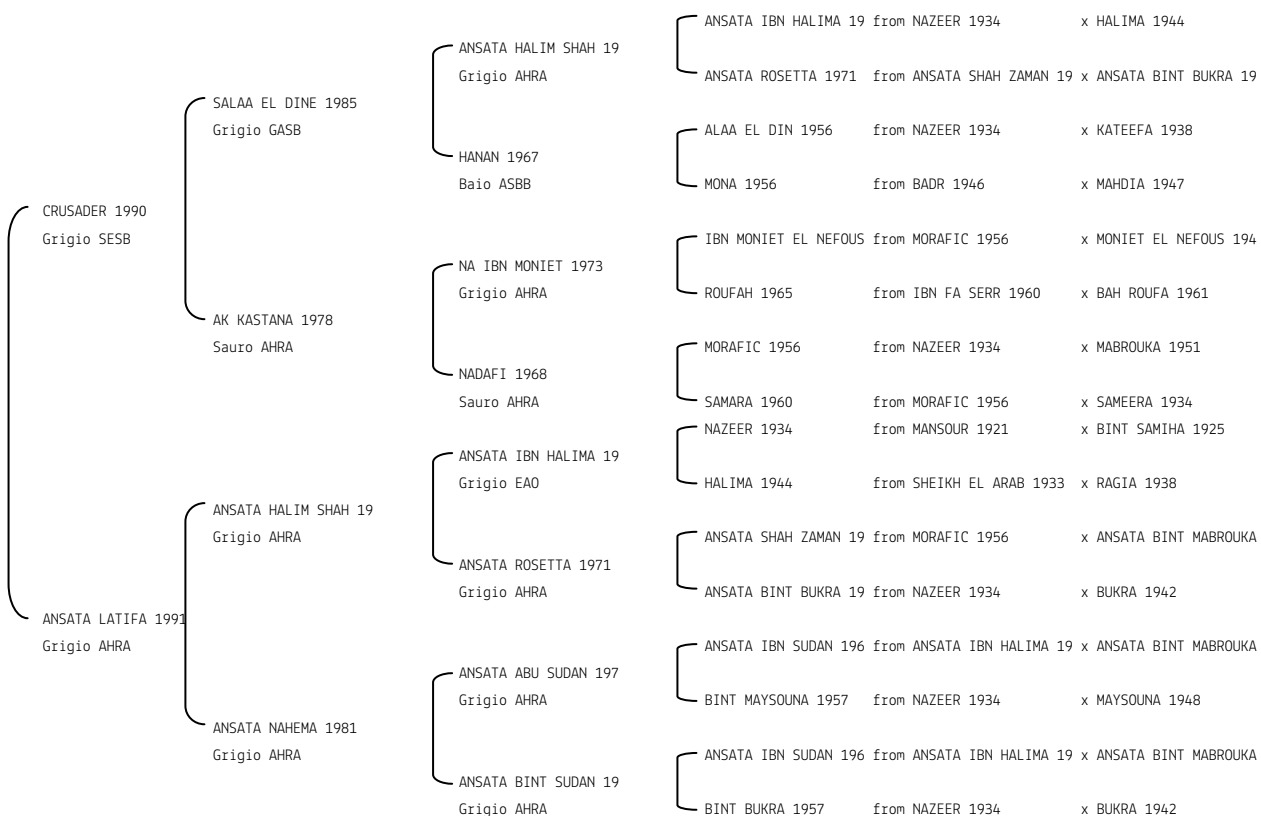 ANSATA IBN HALIMA 19 from NAZEER 1934 x HALIMA 1944
ANSATA HALIM SHAH 19
Grigio AHRA
ANSATA ROSETTA 1971 from ANSATA SHAH ZAMAN 19 x ANSATA BINT BUKRA 19
SALAA EL DINE 1985
Grigio GASB
ALAA EL DIN 1956 from NAZEER 1934 x KATEEFA 1938
HANAN 1967
Baio ASBB
MONA 1956 from BADR 1946 x MAHDIA 1947
CRUSADER 1990
Grigio SESB
IBN MONIET EL NEFOUS from MORAFIC 1956 x MONIET EL NEFOUS 194
NA IBN MONIET 1973
Grigio AHRA
ROUFAH 1965 from IBN FA SERR 1960 x BAH ROUFA 1961
AK KASTANA 1978
Sauro AHRA
MORAFIC 1956 from NAZEER 1934 x MABROUKA 1951
NADAFI 1968
Sauro AHRA
SAMARA 1960 from MORAFIC 1956 x SAMEERA 1934
NAZEER 1934 from MANSOUR 1921 x BINT SAMIHA 1925
ANSATA IBN HALIMA 19
Grigio EAO
HALIMA 1944 from SHEIKH EL ARAB 1933 x RAGIA 1938
ANSATA HALIM SHAH 19
Grigio AHRA
ANSATA SHAH ZAMAN 19 from MORAFIC 1956 x ANSATA BINT MABROUKA
ANSATA ROSETTA 1971
Grigio AHRA
ANSATA BINT BUKRA 19 from NAZEER 1934 x BUKRA 1942
ANSATA LATIFA 1991
Grigio AHRA
ANSATA IBN SUDAN 196 from ANSATA IBN HALIMA 19 x ANSATA BINT MABROUKA
ANSATA ABU SUDAN 197
Grigio AHRA
BINT MAYSOUNA 1957 from NAZEER 1934 x MAYSOUNA 1948
ANSATA NAHEMA 1981
Grigio AHRA
ANSATA IBN SUDAN 196 from ANSATA IBN HALIMA 19 x ANSATA BINT MABROUKA
ANSATA BINT SUDAN 19
Grigio AHRA
BINT BUKRA 1957 from NAZEER 1934 x BUKRA 1942